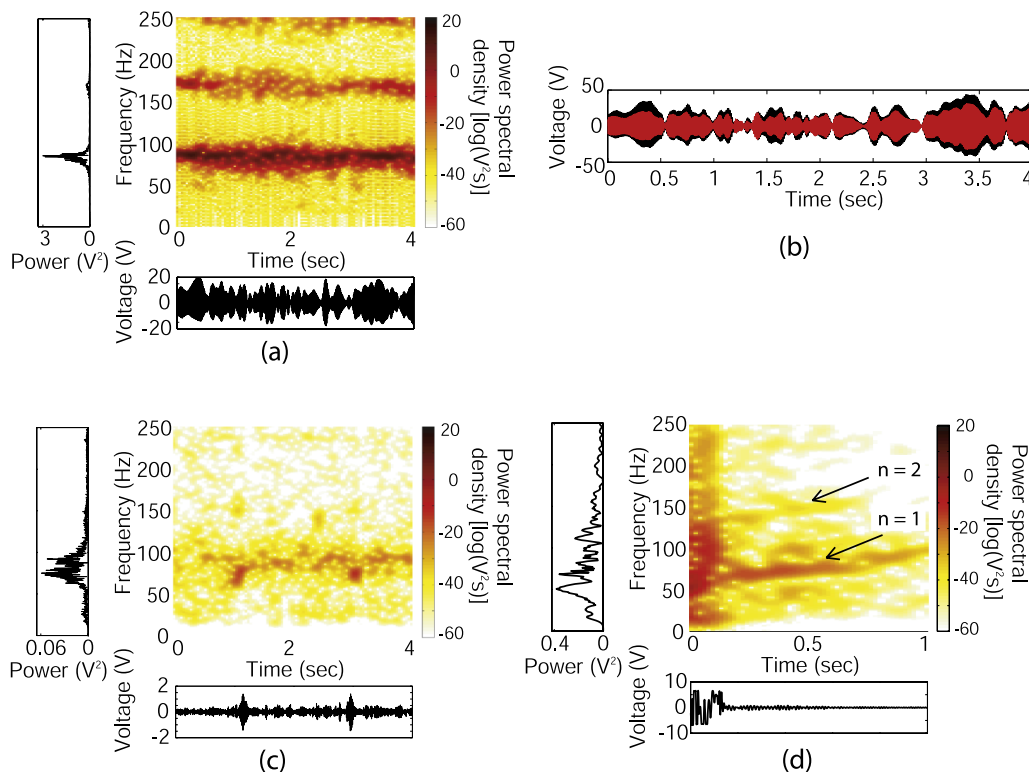 250
200
150
100
50
0
Frequency (Hz)
20
0
-20
-40
-60
Power spectral
density [log(V²s)]
3 0
Power (V²)
0 2 4
Time (sec)
20
0
-20
Voltage (V)
(a)
50
0
-50
Voltage (V)
0 0.5 1 1.5 2 2.5 3 3.5 4
Time (sec)
(b)
250
200
150
100
50
0
Frequency (Hz)
20
0
-20
-40
-60
Power spectral
density [log(V²s)]
0.06 0
Power (V²)
0 2 4
Time (sec)
2
0
-2
Voltage (V)
(c)
250
200
150
100
50
0
Frequency (Hz)
n = 2
n = 1
20
0
-20
-40
-60
Power spectral
density [log(V²s)]
0.4 0
Power (V²)
0 0.5 1
Time (sec)
10
0
-10
Voltage (V)
(d)